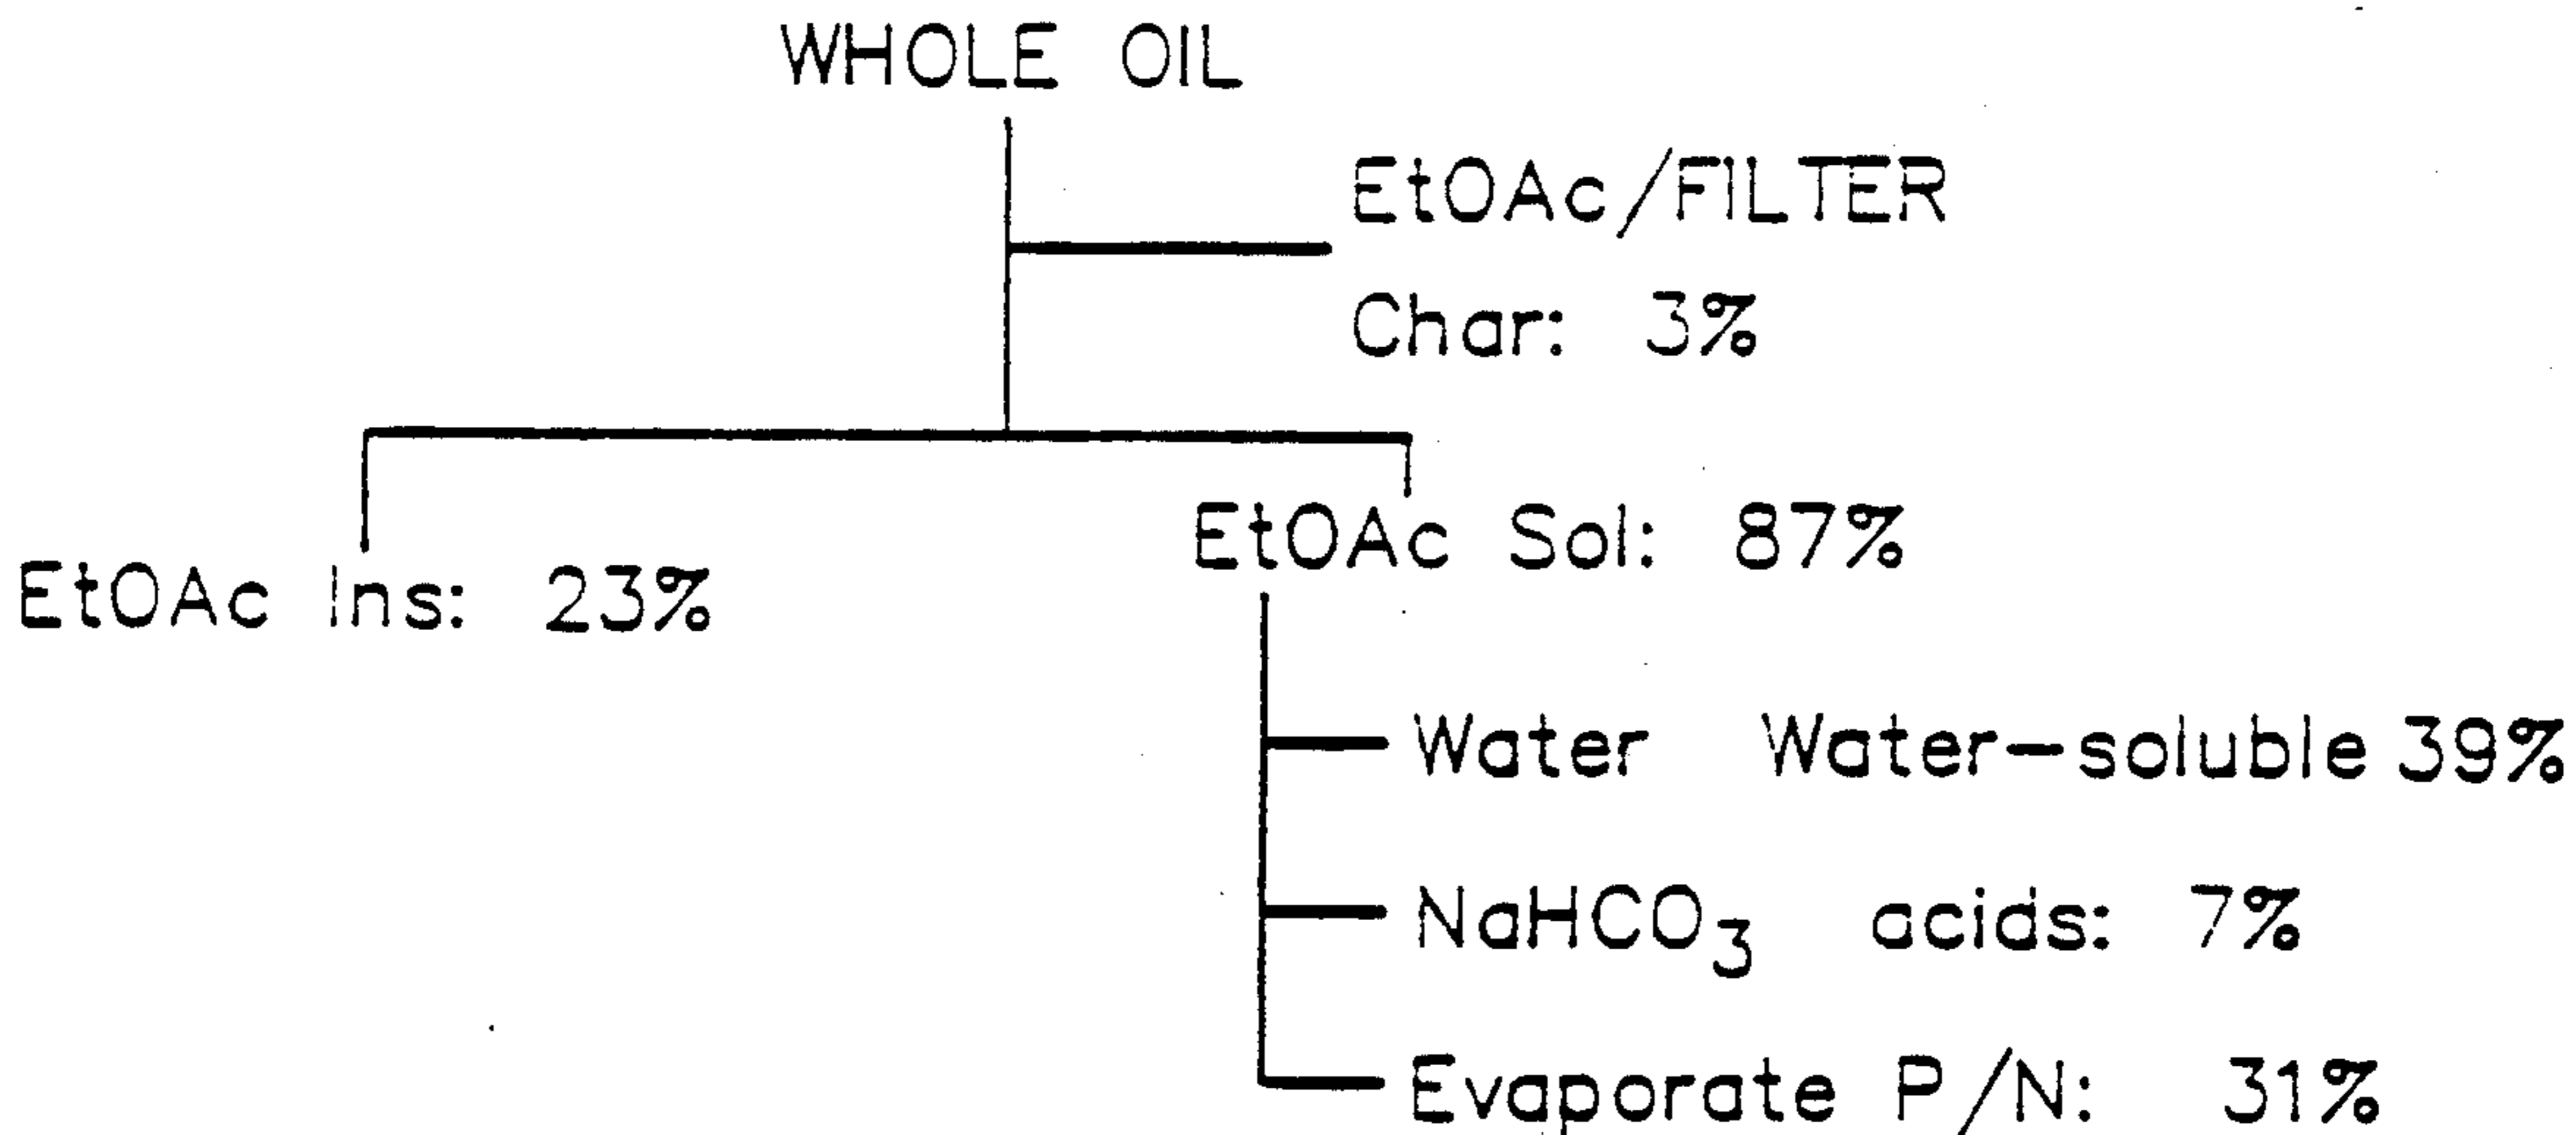 WHOLE OIL
EtOAc/FILTER
Char: 3%
EtOAc Sol: 87%
EtOAc Ins: 23%
Water Water-soluble 39%
NaHCO₃ acids: 7%
Evaporate P/N: 31%